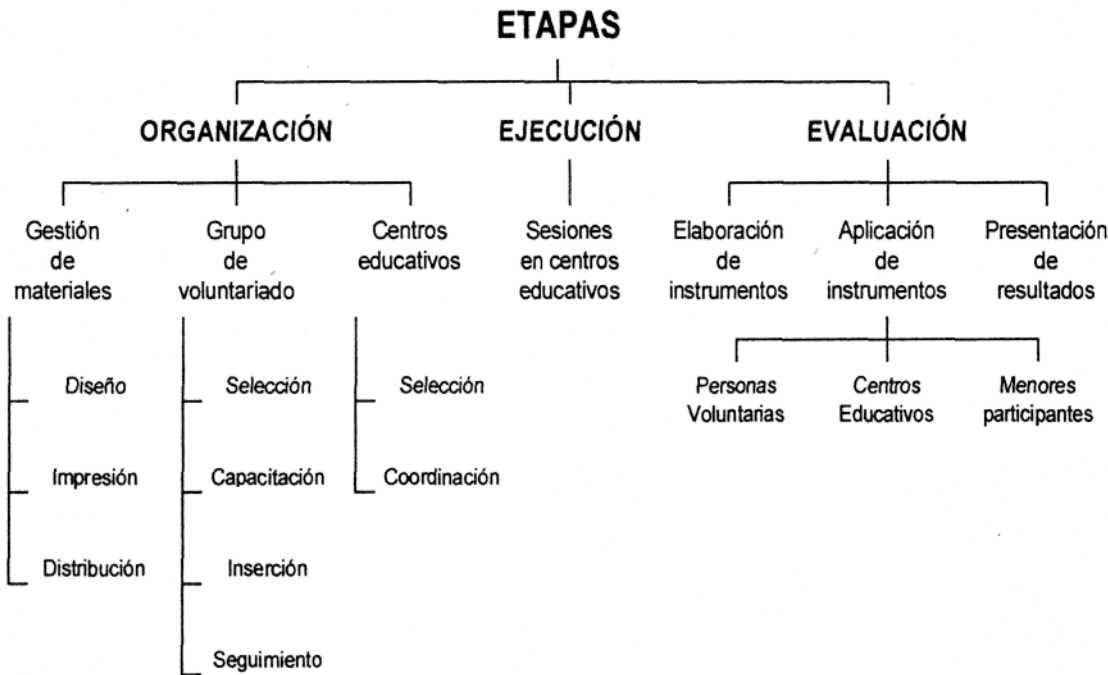 ETAPAS
ORGANIZACIÓN
EJECUCIÓN
EVALUACIÓN
Gestión
de
materiales
Grupo
de
voluntariado
Centros
educativos
Sesiones
en centros
educativos
Elaboración
de
instrumentos
Aplicación
de
instrumentos
Presentación
de
resultados
Diseño
Impresión
Distribución
Selección
Capacitación
Inserción
Seguimiento
Selección
Coordinación
Personas
Voluntarias
Centros
Educativos
Menores
participantes